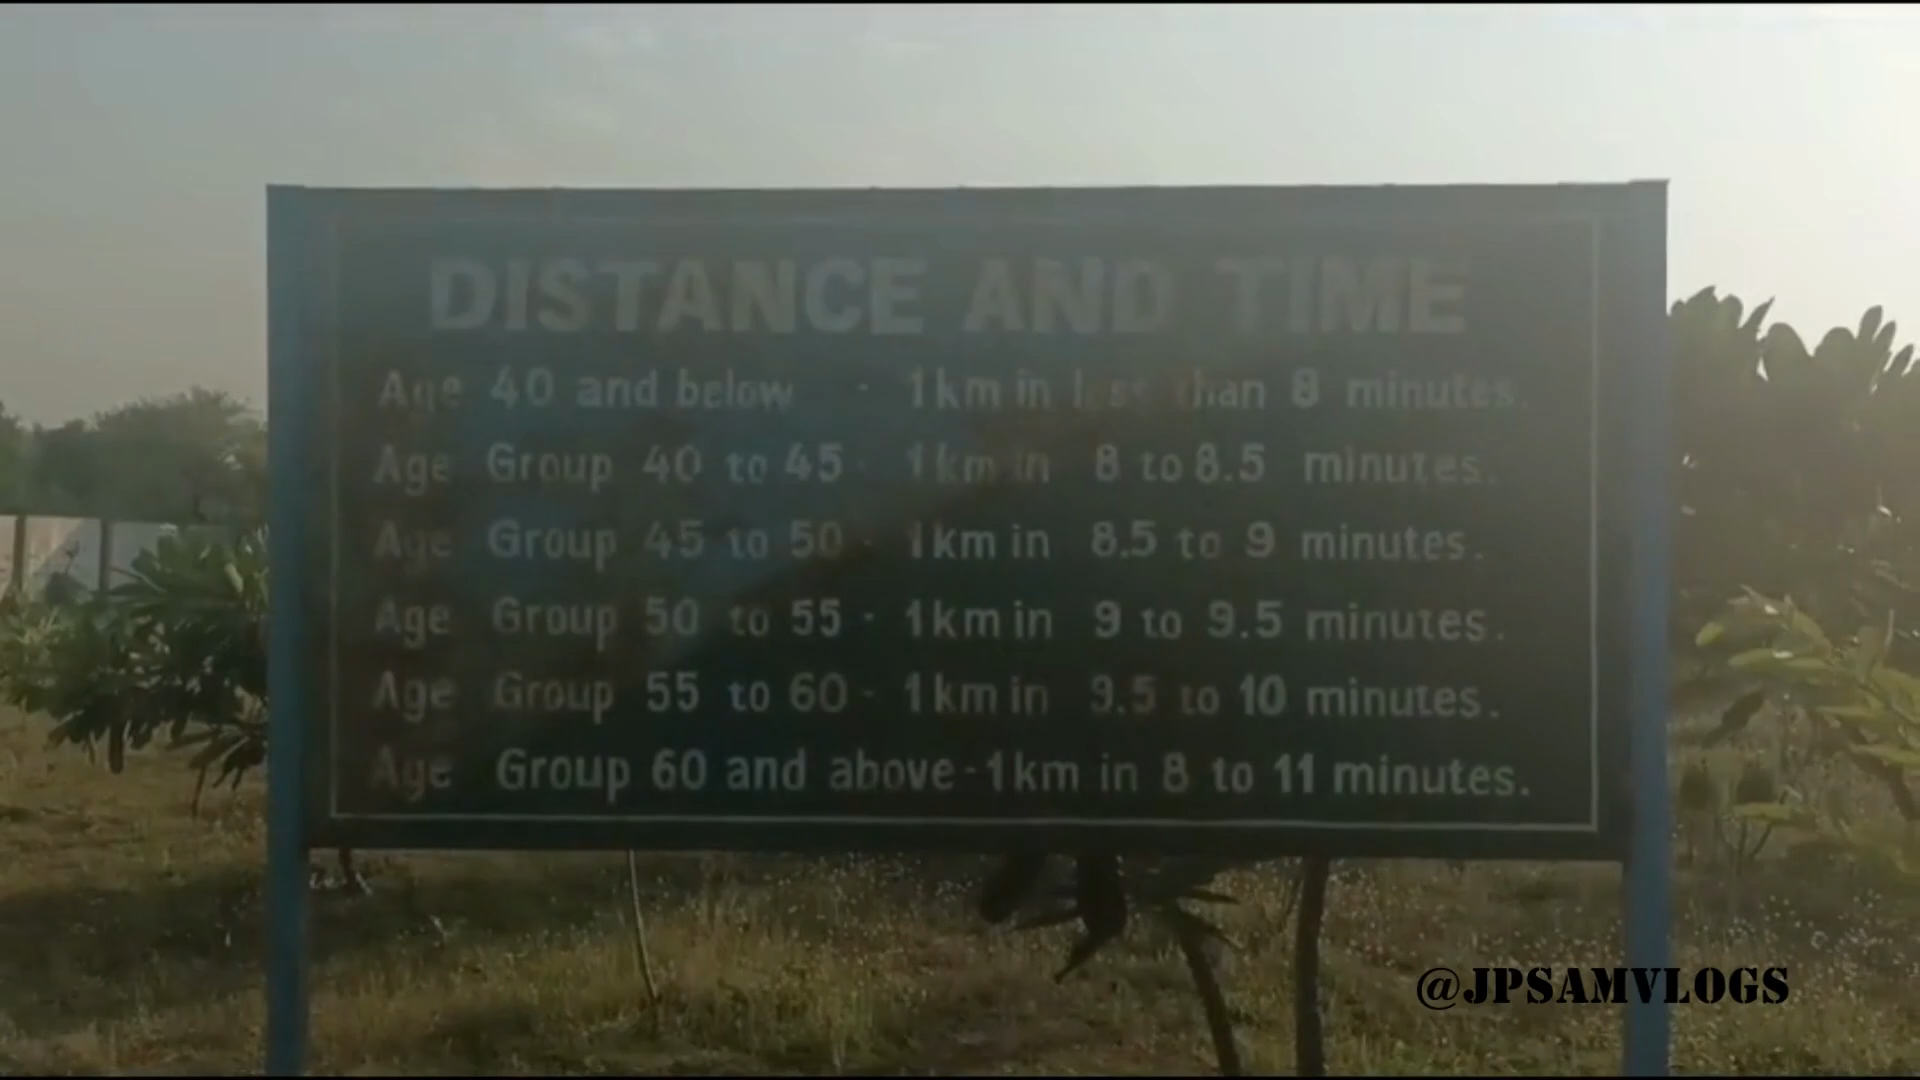 DISTANCE AND TIME
Age 40 and below - 1km in less than 8 minutes.
Age Group 40 to 45 - 1km in 8 to 8.5 minutes.
Age Group 45 to 50 - 1km in 8.5 to 9 minutes.
Age Group 50 to 55 - 1km in 9 to 9.5 minutes.
Age Group 55 to 60 - 1km in 9.5 to 10 minutes.
Age Group 60 and above - 1km in 8 to 11 minutes.
@JPSAMVLOGS